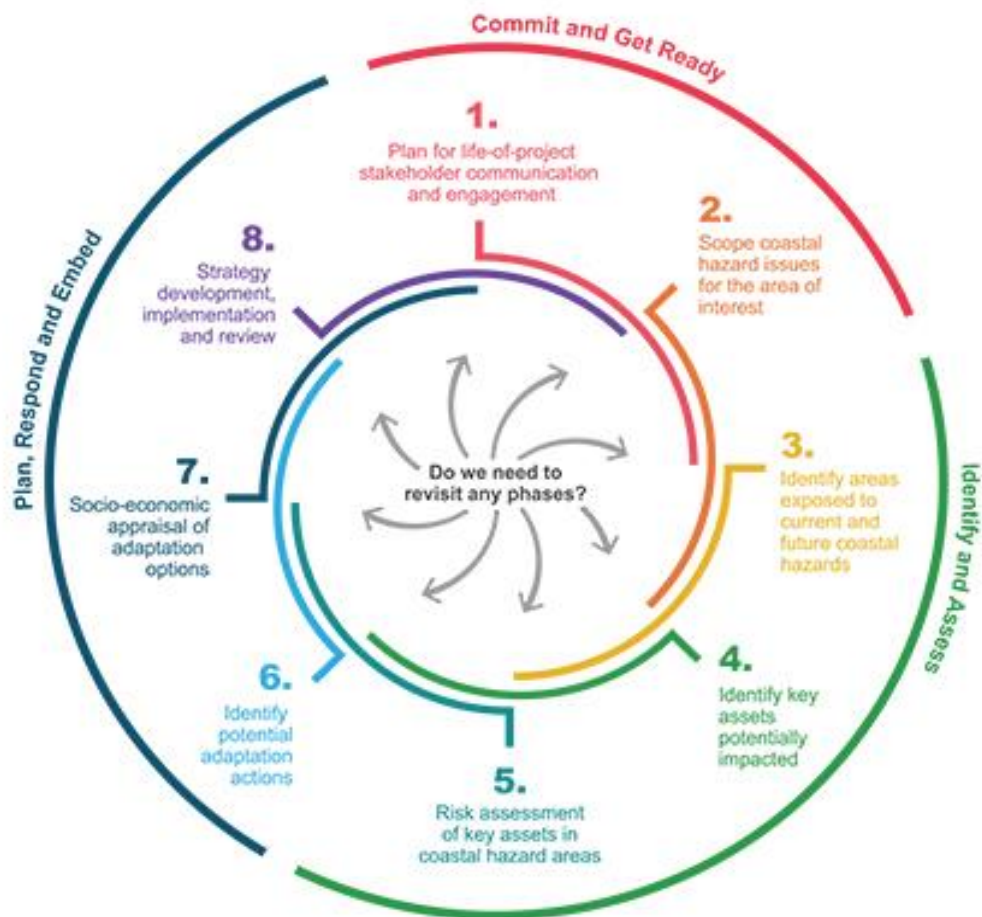 Commit and Get Ready
1.
Plan for life-of-project
stakeholder communication
and engagement
2.
Scope coastal
hazard issues
for the area of
interest
Identify and Assess
3.
Identify areas
exposed to
current and
future coastal
hazards
4.
Identify key
assets
potentially
impacted
5.
Risk assessment
of key assets in
coastal hazard areas
6.
Identify
potential
adaptation
actions
Plan, Respond and Embed
7.
Socio-economic
appraisal of
adaptation
options
8.
Strategy
development,
implementation
and review
Do we need to
revisit any phases?